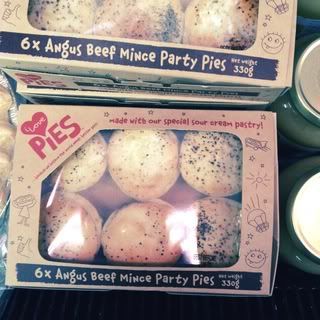 6x Angus Beef Mince Party Pies
Net Weight
330g
I Love
PIES
made with our special sour cream pastry!
6x Angus Beef Mince Party Pies
Net Weight
330g